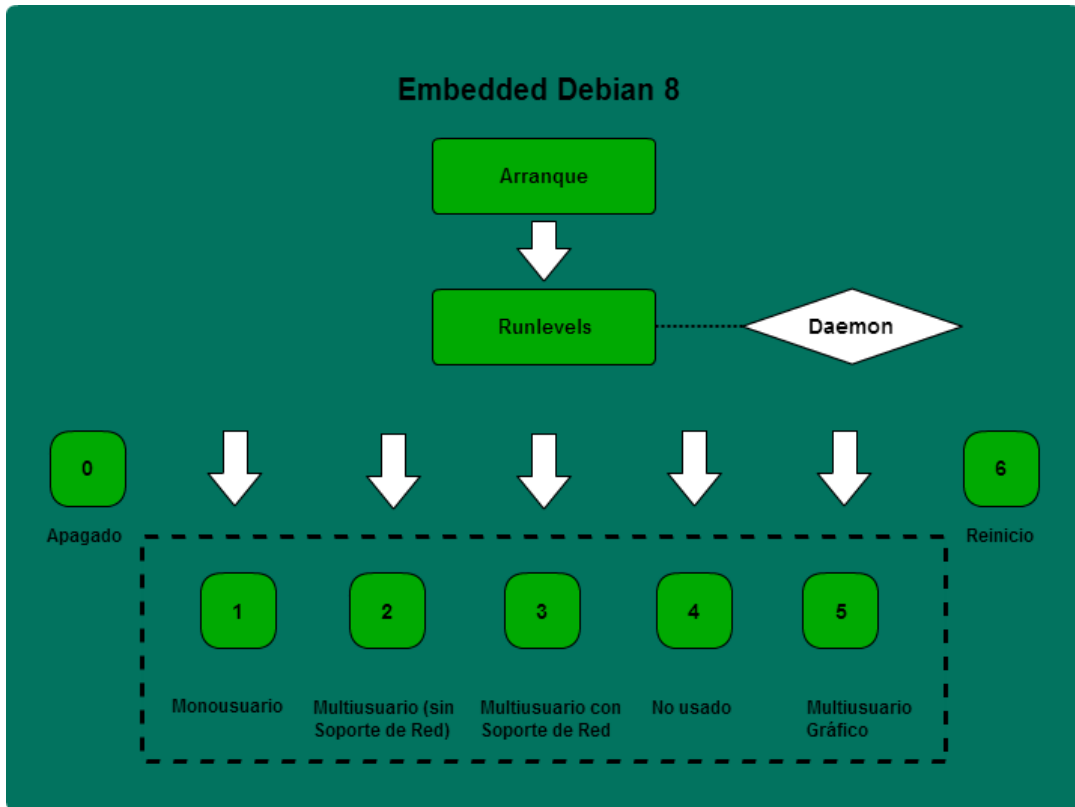 Embedded Debian 8
Arranque
Runlevels
Daemon
0
6
Apagado
Reinicio
1
2
3
4
5
Monousuario
Multiusuario (sin
Soporte de Red)
Multiusuario con
Soporte de Red
No usado
Multiusuario
Gráfico